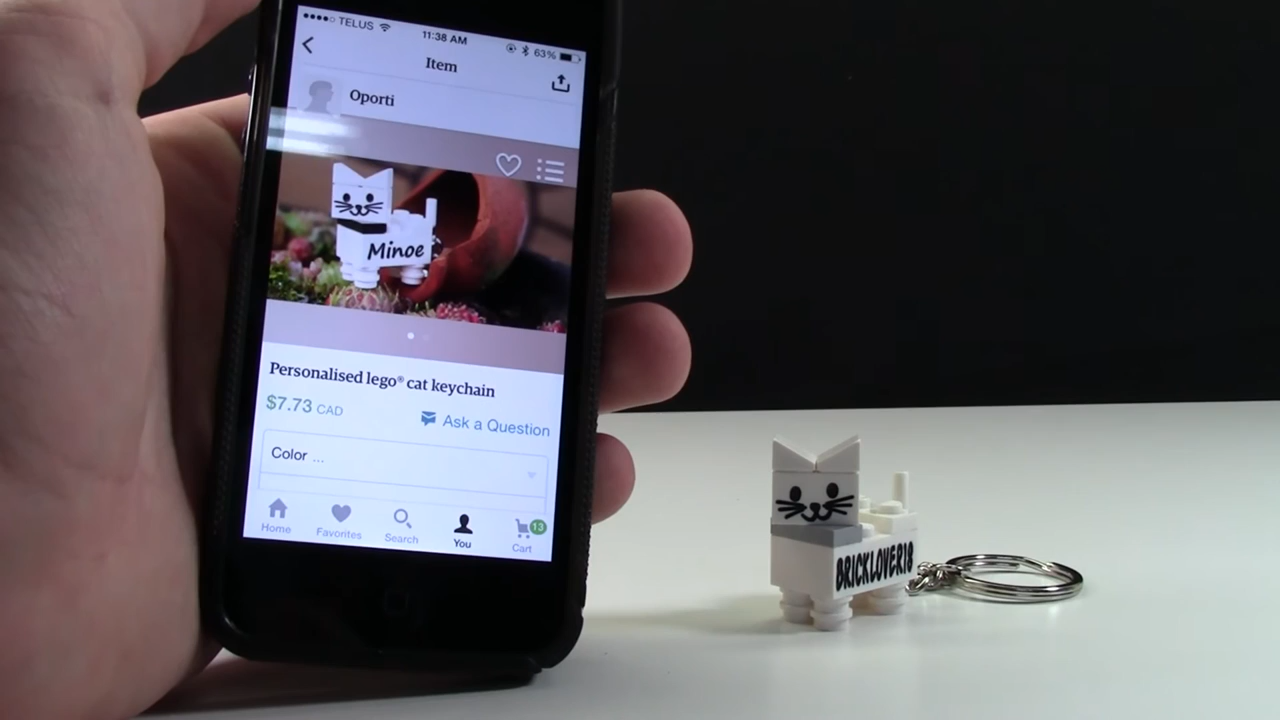 TELUS
11:38 AM
63%
Item
Oporti
Minoe
Personalised lego® cat keychain
$7.73 CAD
Ask a Question
Color ...
Home
Favorites
Search
You
Cart
13
BRICKLOVER18